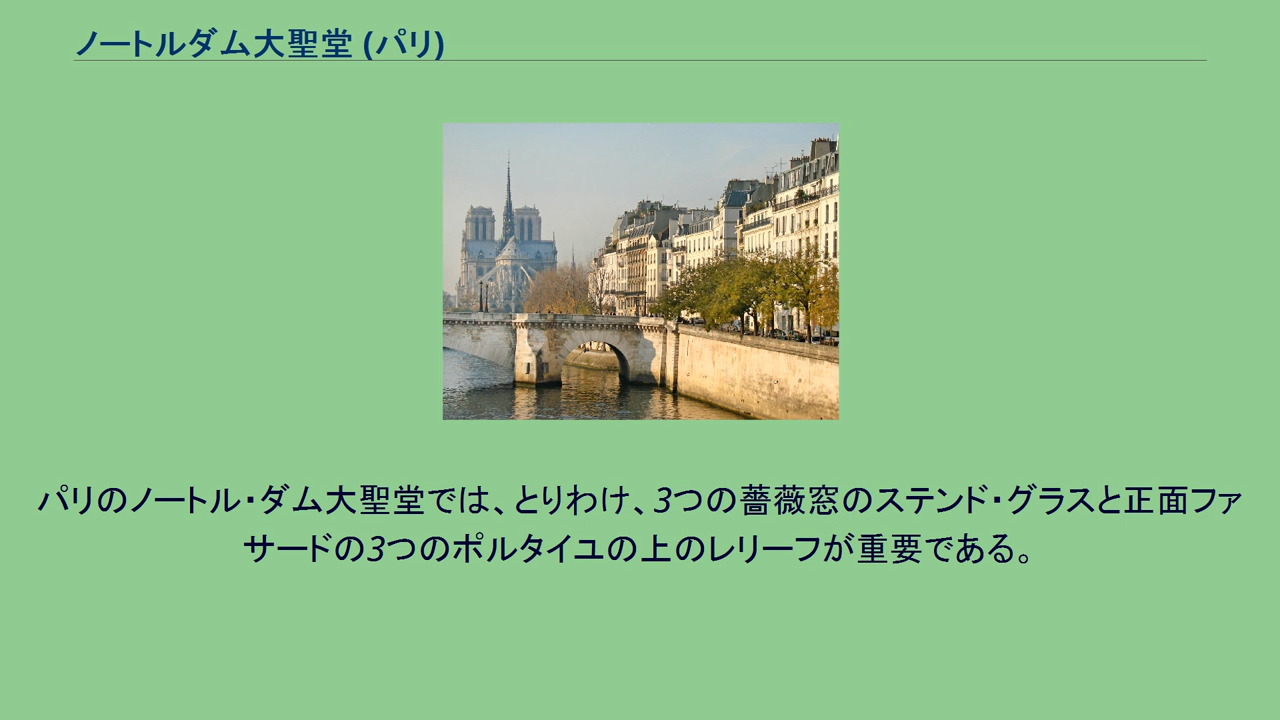 ノートルダム大聖堂 (パリ)
パリのノートル・ダム大聖堂では、とりわけ、3つの薔薇窓のステンド・グラスと正面ファ
サードの3つのポルタイユの上のレリーフが重要である。